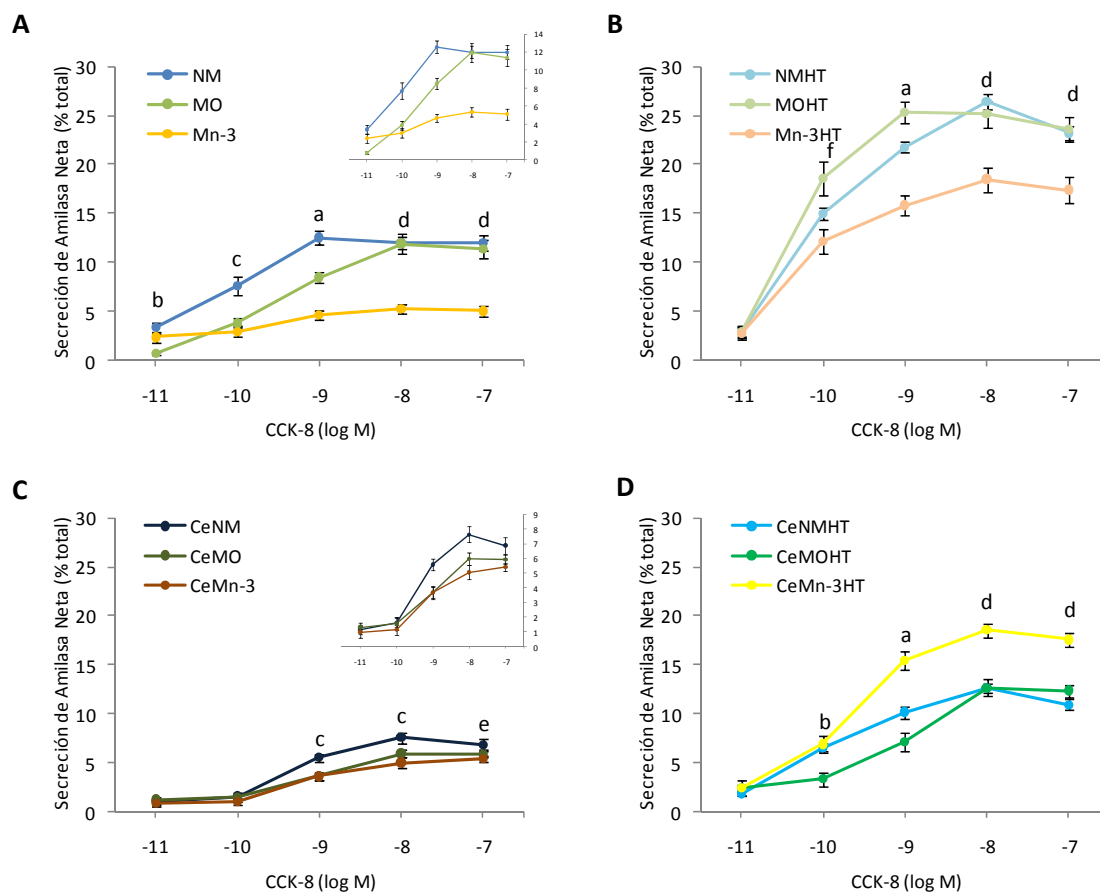 A
NM
MO
Mn-3
Secreción de Amilasa Neta (% total)
30
25
20
15
10
5
0
b
c
a
d
d
-11
-10
-9
-8
-7
CCK-8 (log M)
14
12
10
8
6
4
2
0
-11
-10
-9
-8
-7
B
NMHT
MOHT
Mn-3HT
Secreción de Amilasa Neta (% total)
30
25
20
15
10
5
0
f
a
d
d
-11
-10
-9
-8
-7
CCK-8 (log M)
C
CeNM
CeMO
CeMn-3
Secreción de Amilasa Neta (% total)
30
25
20
15
10
5
0
c
c
e
-11
-10
-9
-8
-7
CCK-8 (log M)
9
8
7
6
5
4
3
2
1
0
-11
-10
-9
-8
-7
D
CeNMHT
CeMOHT
CeMn-3HT
Secreción de Amilasa Neta (% total)
30
25
20
15
10
5
0
b
a
d
d
-11
-10
-9
-8
-7
CCK-8 (log M)